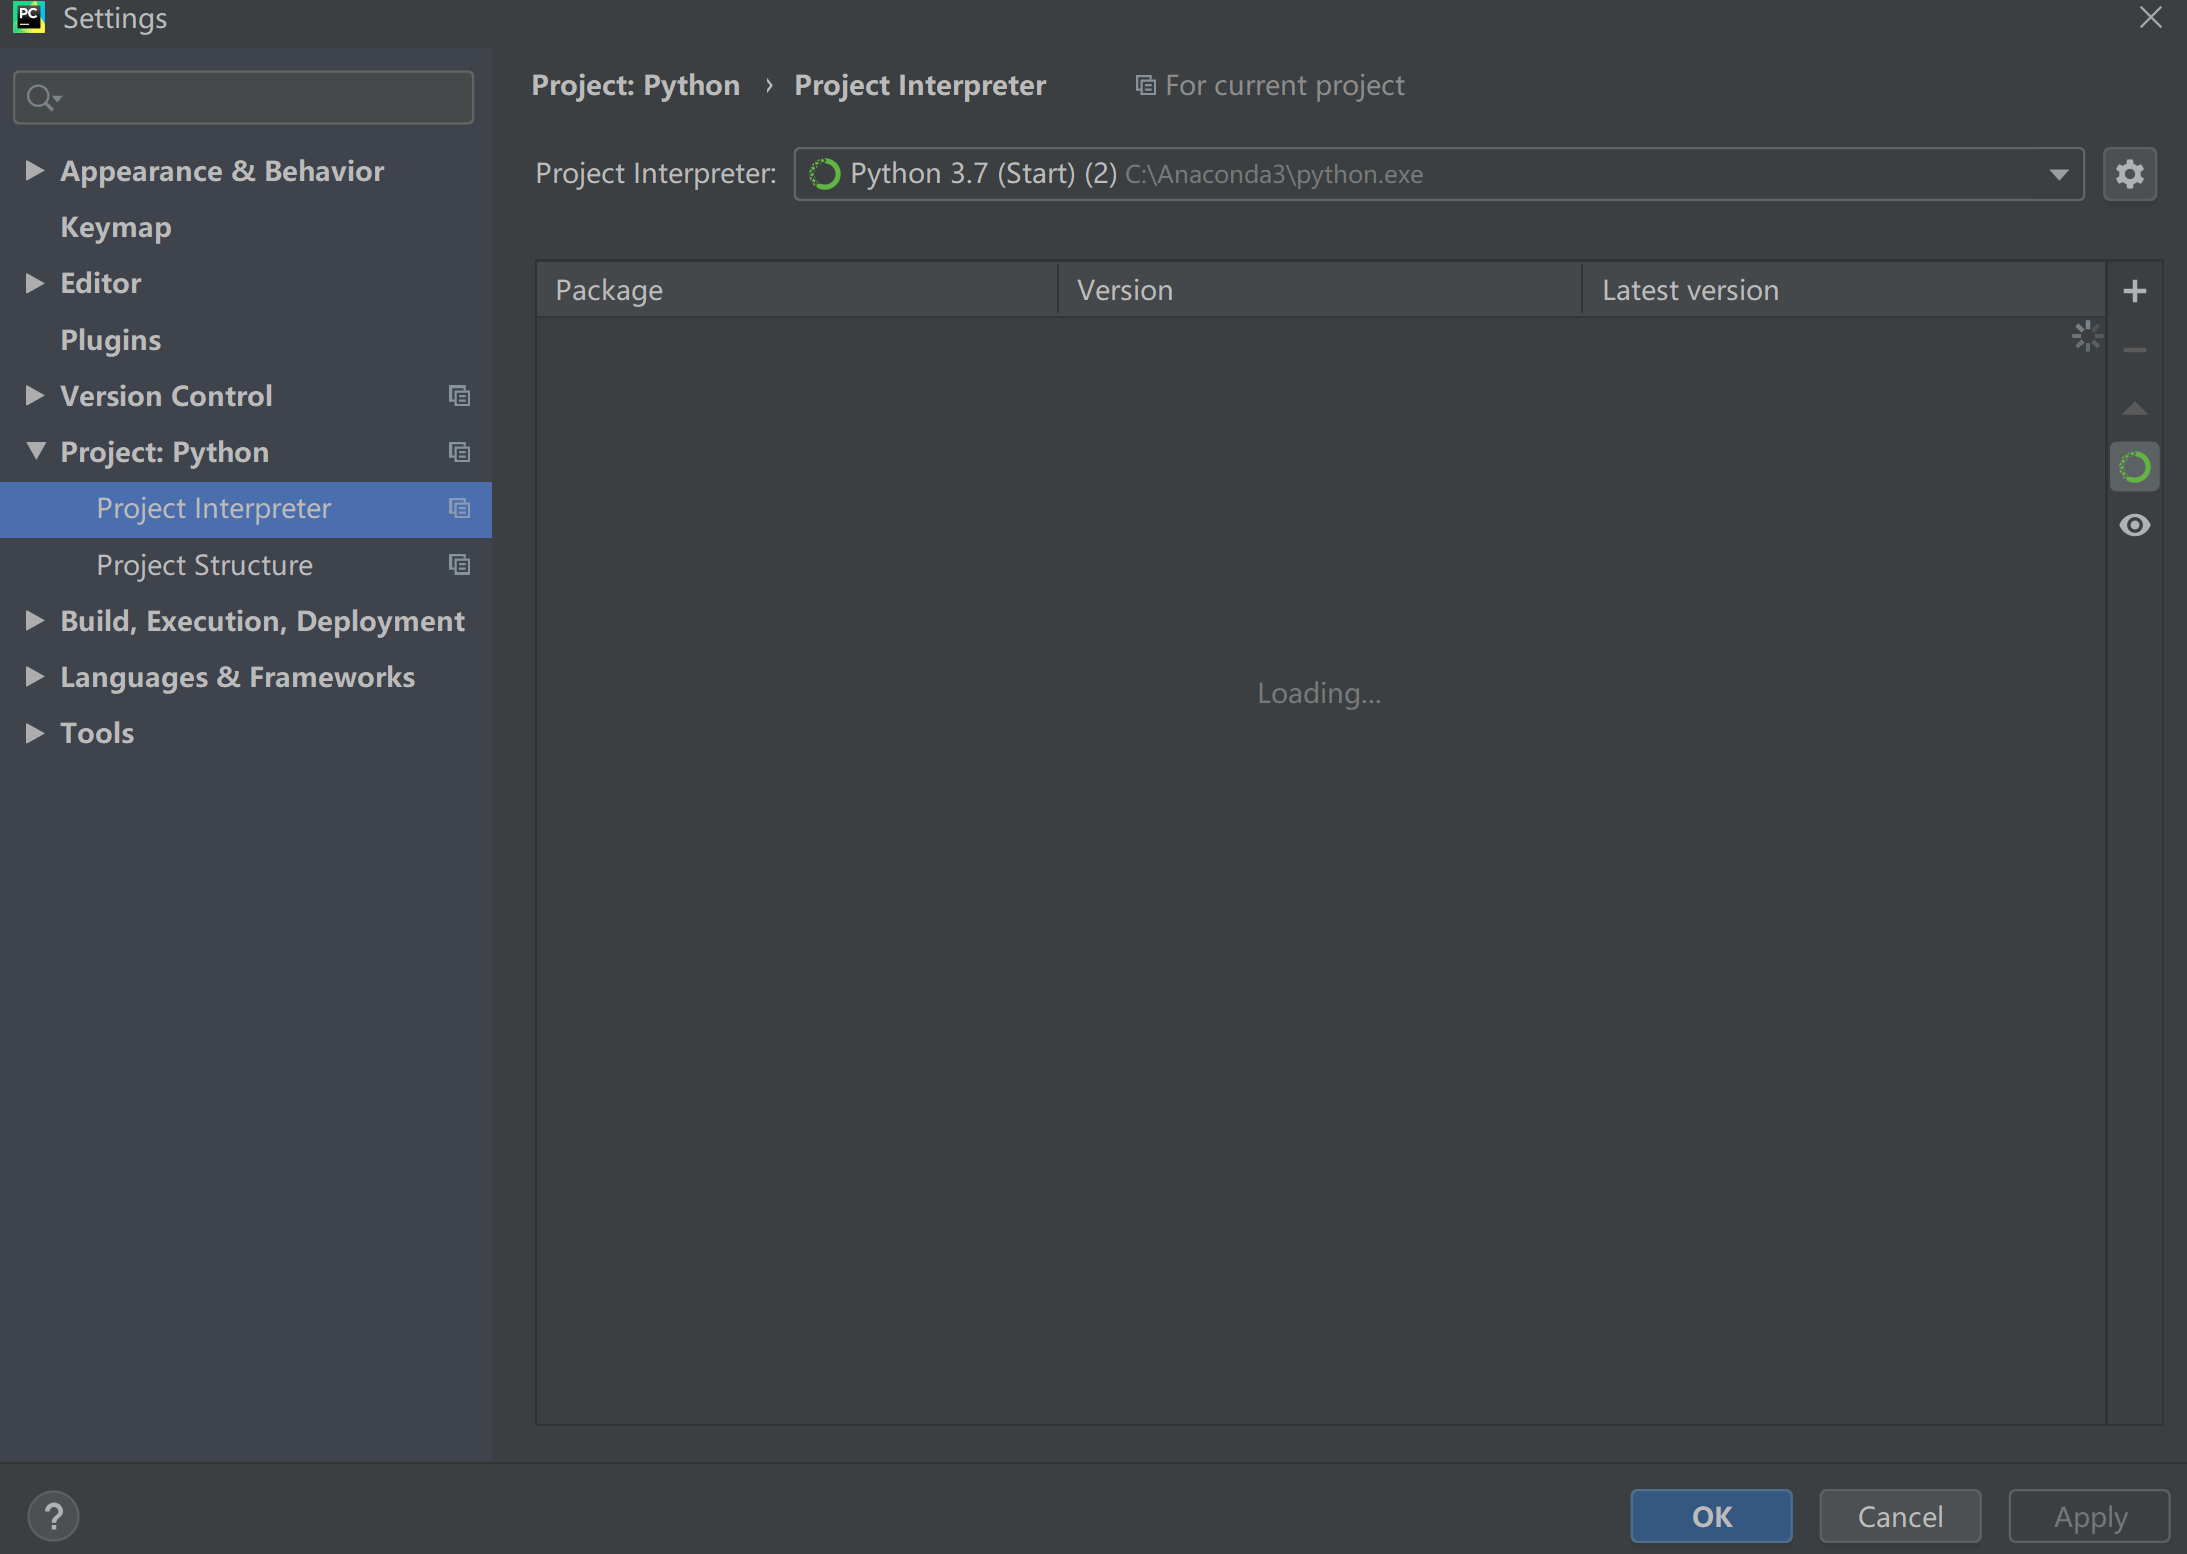 PC Settings
Appearance & Behavior
Keymap
Editor
Plugins
Version Control
Project: Python
Project Interpreter
Project Structure
Build, Execution, Deployment
Languages & Frameworks
Tools
Project: Python › Project Interpreter For current project
Project Interpreter: Python 3.7 (Start) (2) C:\Anaconda3\python.exe
Package Version Latest version
Loading...
? OK Cancel Apply